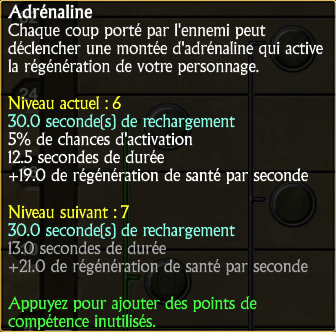 Adrénaline
Chaque coup porté par l'ennemi peut
déclencher une montée d'adrénaline qui active
la régénération de votre personnage.
Niveau actuel : 6
30.0 seconde(s) de rechargement
5% de chances d'activation
12.5 secondes de durée
+19.0 de régénération de santé par seconde
Niveau suivant : 7
30.0 seconde(s) de rechargement
13.0 secondes de durée
+21.0 de régénération de santé par seconde
Appuyez pour ajouter des points de
compétence inutilisés.